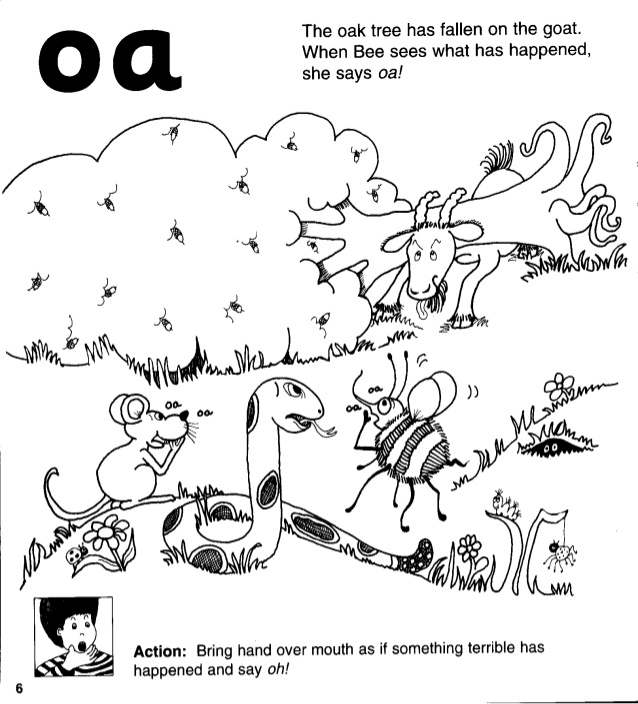 oa
The oak tree has fallen on the goat.
When Bee sees what has happened,
she says oa!
oa
oa
oa
oa
Action: Bring hand over mouth as if something terrible has
happened and say oh!
6